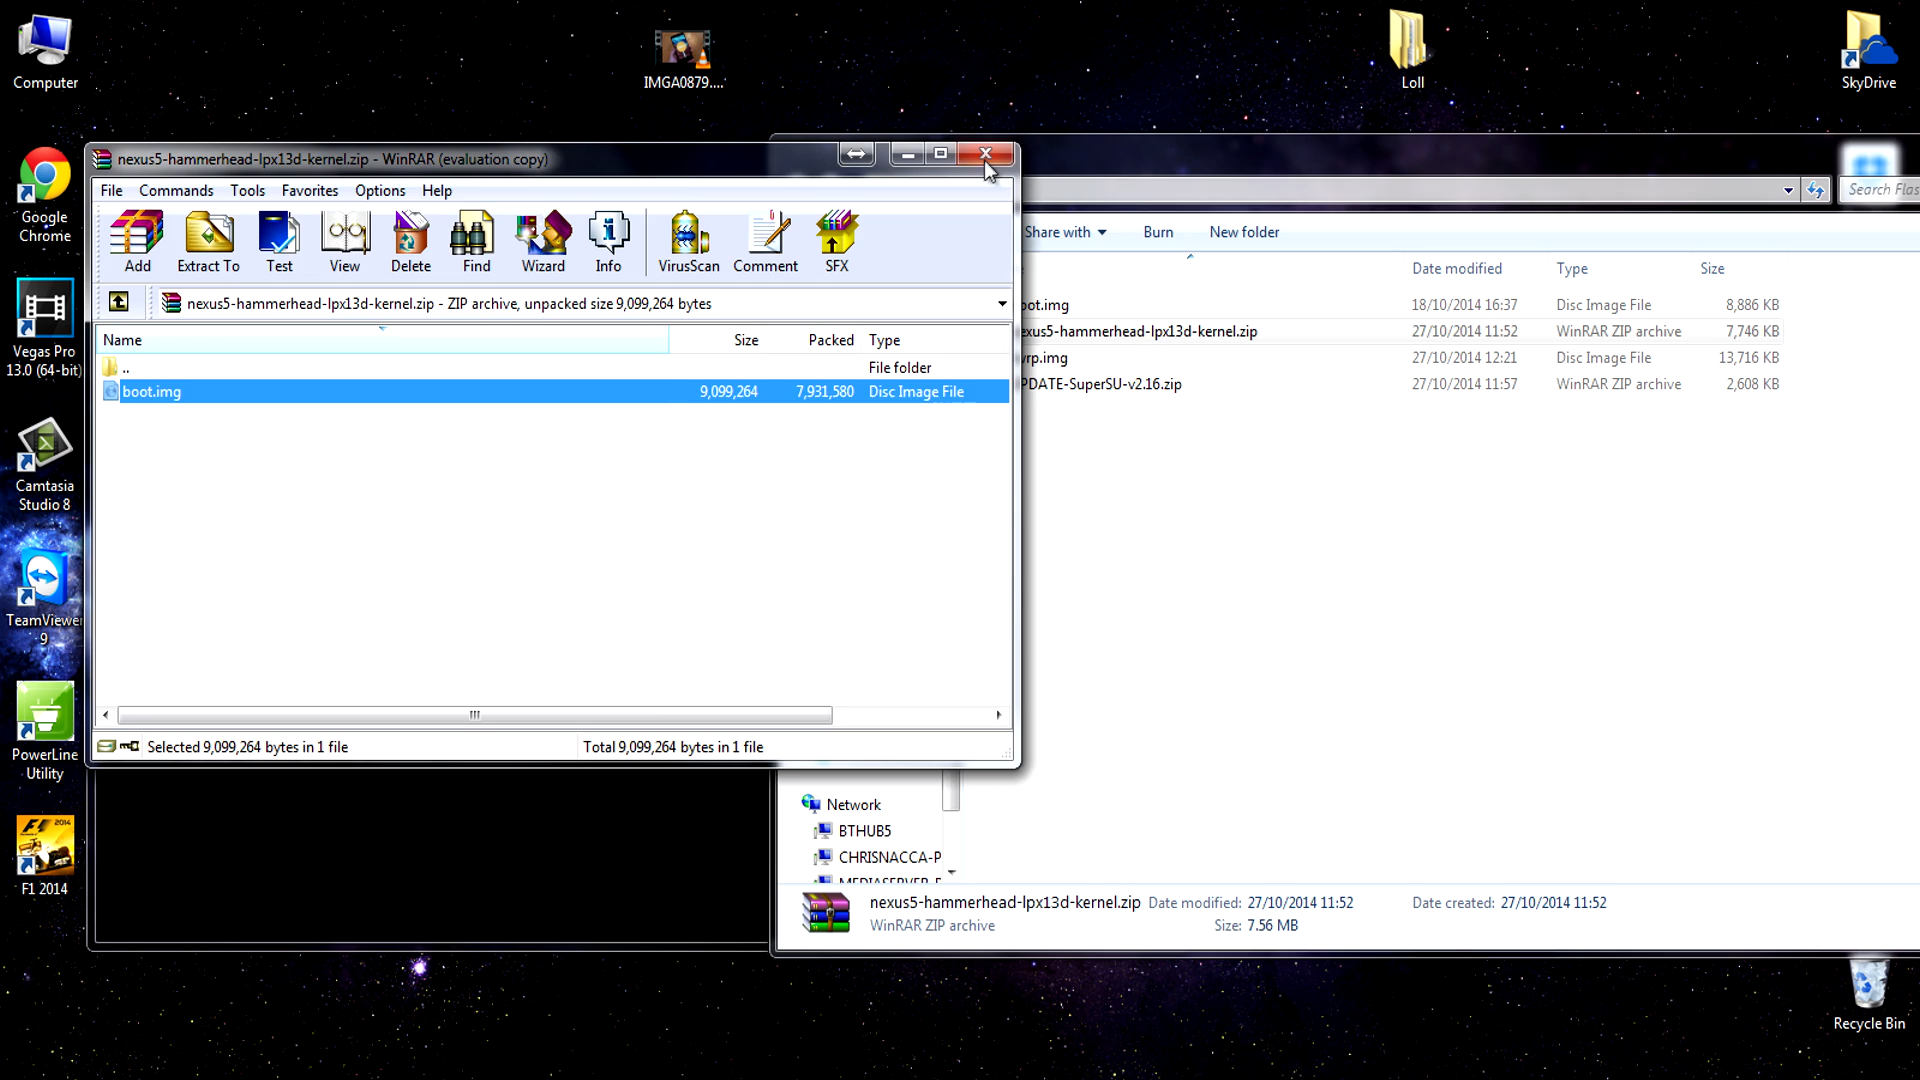 Computer
IMGA0879....
Loll
SkyDrive
Google
Chrome
Vegas Pro
13.0 (64-bit)
Camtasia
Studio 8
TeamViewer
9
PowerLine
Utility
F1 2014
Recycle Bin
nexus5-hammerhead-lpx13d-kernel.zip - WinRAR (evaluation copy)
File Commands Tools Favorites Options Help
Add Extract To Test View Delete Find Wizard Info VirusScan Comment SFX
nexus5-hammerhead-lpx13d-kernel.zip - ZIP archive, unpacked size 9,099,264 bytes
Name Size Packed Type
.. File folder
boot.img 9,099,264 7,931,580 Disc Image File
Selected 9,099,264 bytes in 1 file Total 9,099,264 bytes in 1 file
Search Flas
Share with Burn New folder
Date modified Type Size
oot.img 18/10/2014 16:37 Disc Image File 8,886 KB
exus5-hammerhead-lpx13d-kernel.zip 27/10/2014 11:52 WinRAR ZIP archive 7,746 KB
wrp.img 27/10/2014 12:21 Disc Image File 13,716 KB
PDATE-SuperSU-v2.16.zip 27/10/2014 11:57 WinRAR ZIP archive 2,608 KB
Network
BTHUB5
CHRISNACCA-P
nexus5-hammerhead-lpx13d-kernel.zip Date modified: 27/10/2014 11:52 Date created: 27/10/2014 11:52
WinRAR ZIP archive Size: 7.56 MB